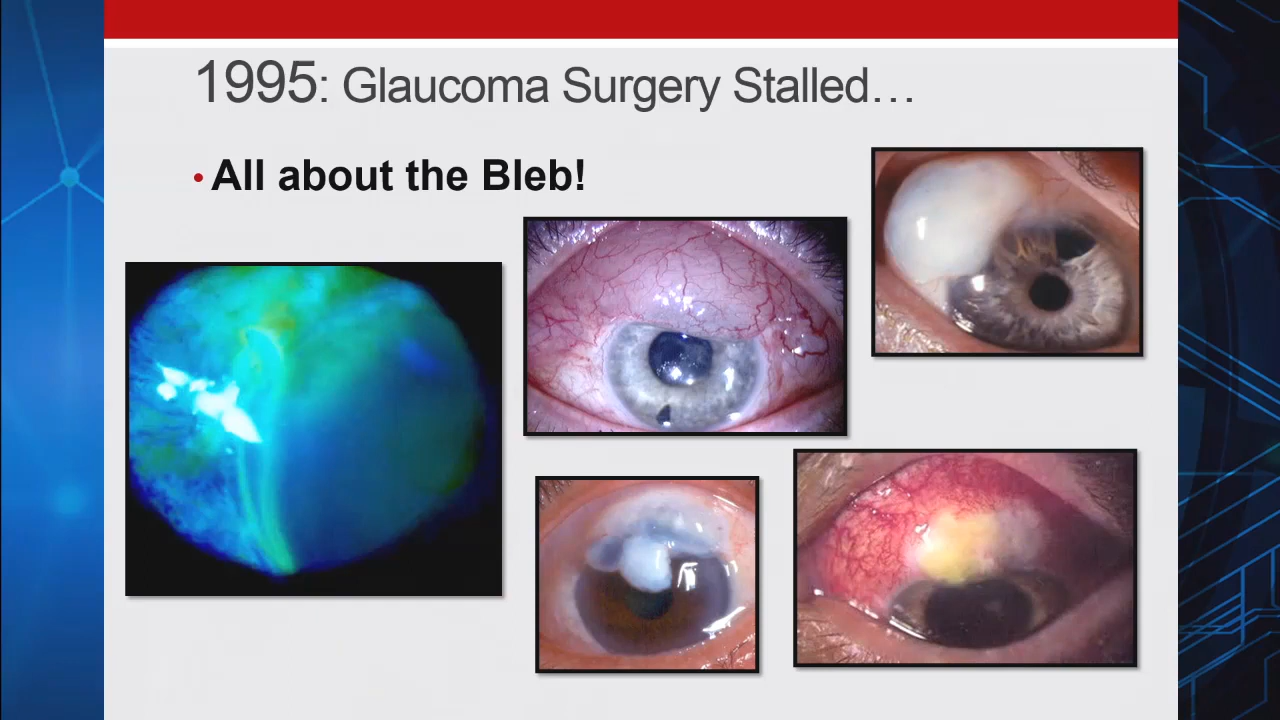 1995: Glaucoma Surgery Stalled…
• All about the Bleb!